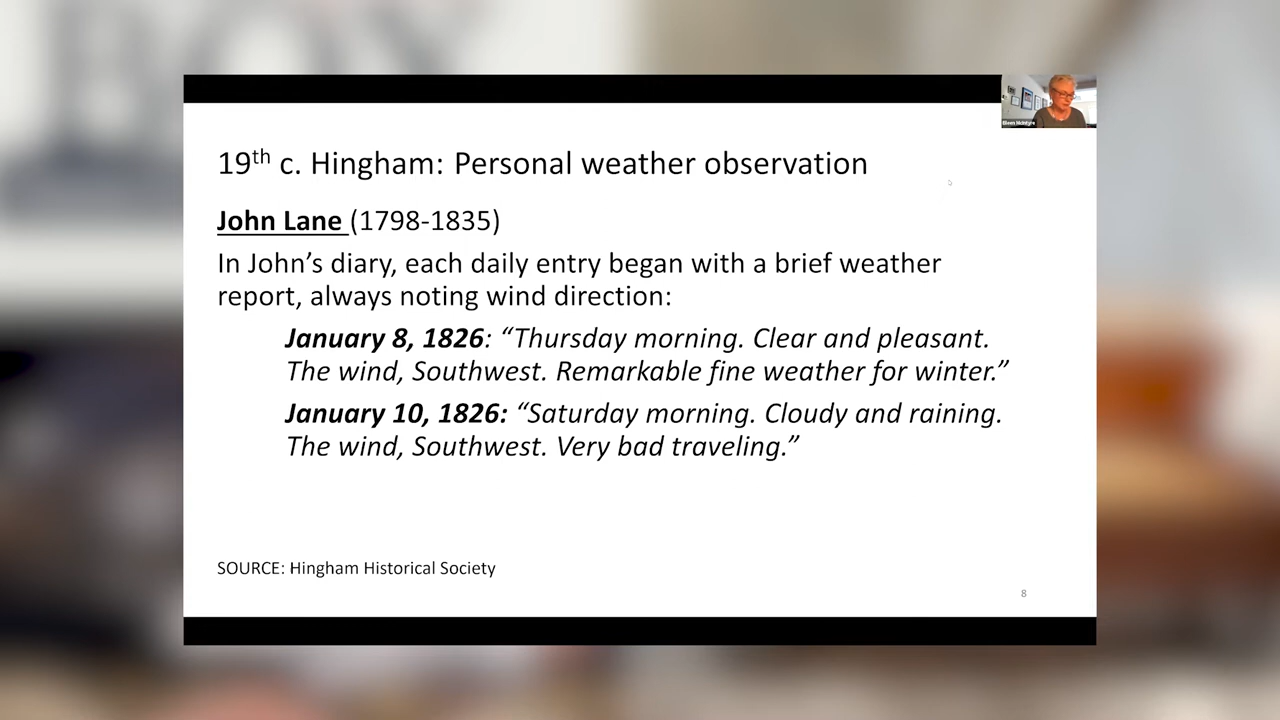 Eileen McIntyre
19th c. Hingham: Personal weather observation
John Lane (1798-1835)
In John’s diary, each daily entry began with a brief weather
report, always noting wind direction:
January 8, 1826: “Thursday morning. Clear and pleasant.
The wind, Southwest. Remarkable fine weather for winter.”
January 10, 1826: “Saturday morning. Cloudy and raining.
The wind, Southwest. Very bad traveling.”
SOURCE: Hingham Historical Society
8